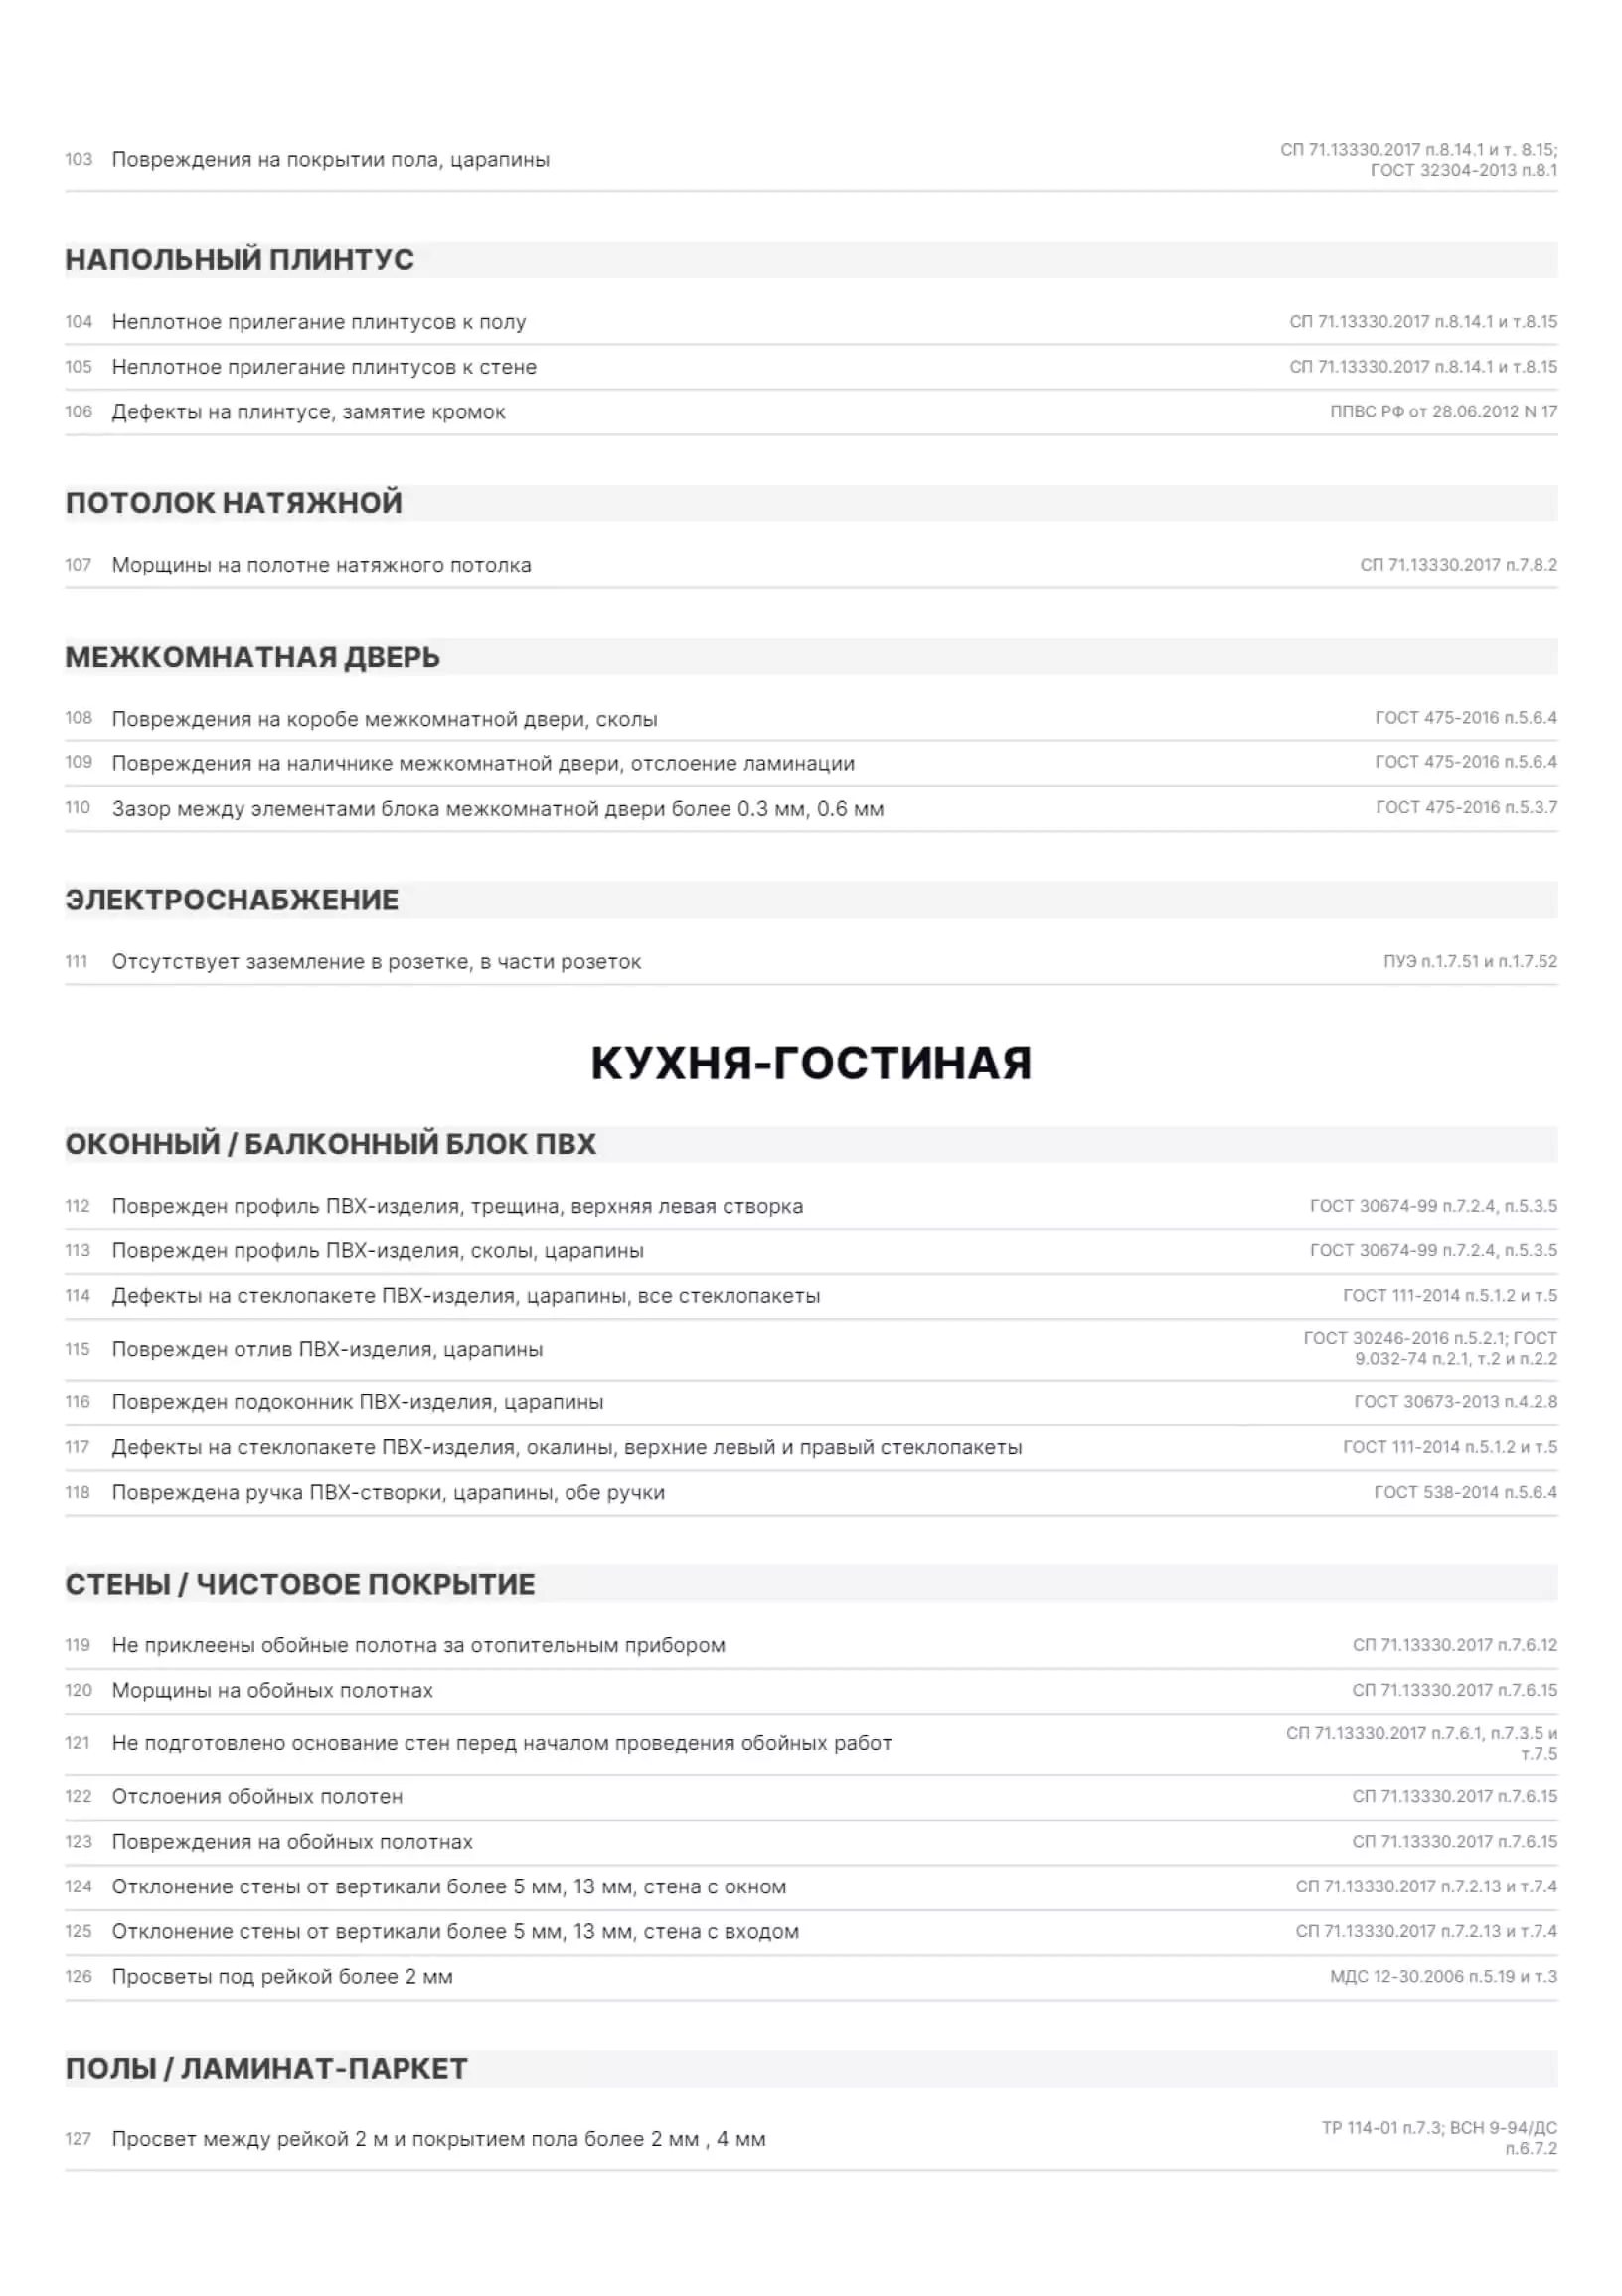 103 Повреждения на покрытии пола, царапины СП 71.13330.2017 п.8.14.1 и т. 8.15;
ГОСТ 32304-2013 п.8.1
НАПОЛЬНЫЙ ПЛИНТУС
104 Неплотное прилегание плинтусов к полу СП 71.13330.2017 п.8.14.1 и т.8.15
105 Неплотное прилегание плинтусов к стене СП 71.13330.2017 п.8.14.1 и т.8.15
106 Дефекты на плинтусе, замятие кромок ППВС РФ от 28.06.2012 N 17
ПОТОЛОК НАТЯЖНОЙ
107 Морщины на полотне натяжного потолка СП 71.13330.2017 п.7.8.2
МЕЖКОМНАТНАЯ ДВЕРЬ
108 Повреждения на коробе межкомнатной двери, сколы ГОСТ 475-2016 п.5.6.4
109 Повреждения на наличнике межкомнатной двери, отслоение ламинации ГОСТ 475-2016 п.5.6.4
110 Зазор между элементами блока межкомнатной двери более 0.3 мм, 0.6 мм ГОСТ 475-2016 п.5.3.7
ЭЛЕКТРОСНАБЖЕНИЕ
111 Отсутствует заземление в розетке, в части розеток ПУЭ п.1.7.51 и п.1.7.52
КУХНЯ-ГОСТИНАЯ
ОКОННЫЙ / БАЛКОННЫЙ БЛОК ПВХ
112 Поврежден профиль ПВХ-изделия, трещина, верхняя левая створка ГОСТ 30674-99 п.7.2.4, п.5.3.5
113 Поврежден профиль ПВХ-изделия, сколы, царапины ГОСТ 30674-99 п.7.2.4, п.5.3.5
114 Дефекты на стеклопакете ПВХ-изделия, царапины, все стеклопакеты ГОСТ 111-2014 п.5.1.2 и т.5
115 Поврежден отлив ПВХ-изделия, царапины ГОСТ 30246-2016 п.5.2.1; ГОСТ
9.032-74 п.2.1, т.2 и п.2.2
116 Поврежден подоконник ПВХ-изделия, царапины ГОСТ 30673-2013 п.4.2.8
117 Дефекты на стеклопакете ПВХ-изделия, окалины, верхние левый и правый стеклопакеты ГОСТ 111-2014 п.5.1.2 и т.5
118 Повреждена ручка ПВХ-створки, царапины, обе ручки ГОСТ 538-2014 п.5.6.4
СТЕНЫ / ЧИСТОВОЕ ПОКРЫТИЕ
119 Не приклеены обойные полотна за отопительным прибором СП 71.13330.2017 п.7.6.12
120 Морщины на обойных полотнах СП 71.13330.2017 п.7.6.15
121 Не подготовлено основание стен перед началом проведения обойных работ СП 71.13330.2017 п.7.6.1, п.7.3.5 и
т.7.5
122 Отслоения обойных полотен СП 71.13330.2017 п.7.6.15
123 Повреждения на обойных полотнах СП 71.13330.2017 п.7.6.15
124 Отклонение стены от вертикали более 5 мм, 13 мм, стена с окном СП 71.13330.2017 п.7.2.13 и т.7.4
125 Отклонение стены от вертикали более 5 мм, 13 мм, стена с входом СП 71.13330.2017 п.7.2.13 и т.7.4
126 Просветы под рейкой более 2 мм МДС 12-30.2006 п.5.19 и т.3
ПОЛЫ / ЛАМИНАТ-ПАРКЕТ
127 Просвет между рейкой 2 м и покрытием пола более 2 мм , 4 мм ТР 114-01 п.7.3; ВСН 9-94/ДС
п.6.7.2